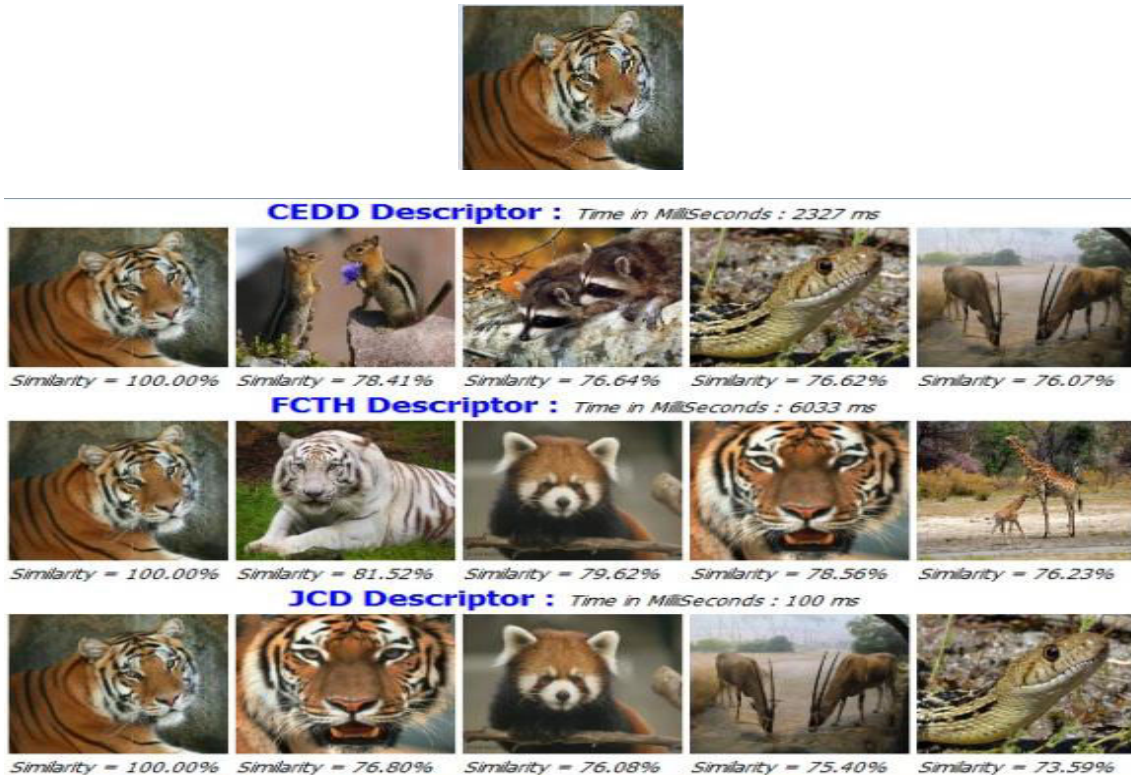 CEDD Descriptor : Time in MilliSeconds : 2327 ms
Similarity = 100.00% Similarity = 78.41% Similarity = 76.64% Similarity = 76.62% Similarity = 76.07%
FCTH Descriptor : Time in MilliSeconds : 6033 ms
Similarity = 100.00% Similarity = 81.52% Similarity = 79.62% Similarity = 78.56% Similarity = 76.23%
JCD Descriptor : Time in MilliSeconds : 100 ms
Similarity = 100.00% Similarity = 76.80% Similarity = 76.08% Similarity = 75.40% Similarity = 73.59%